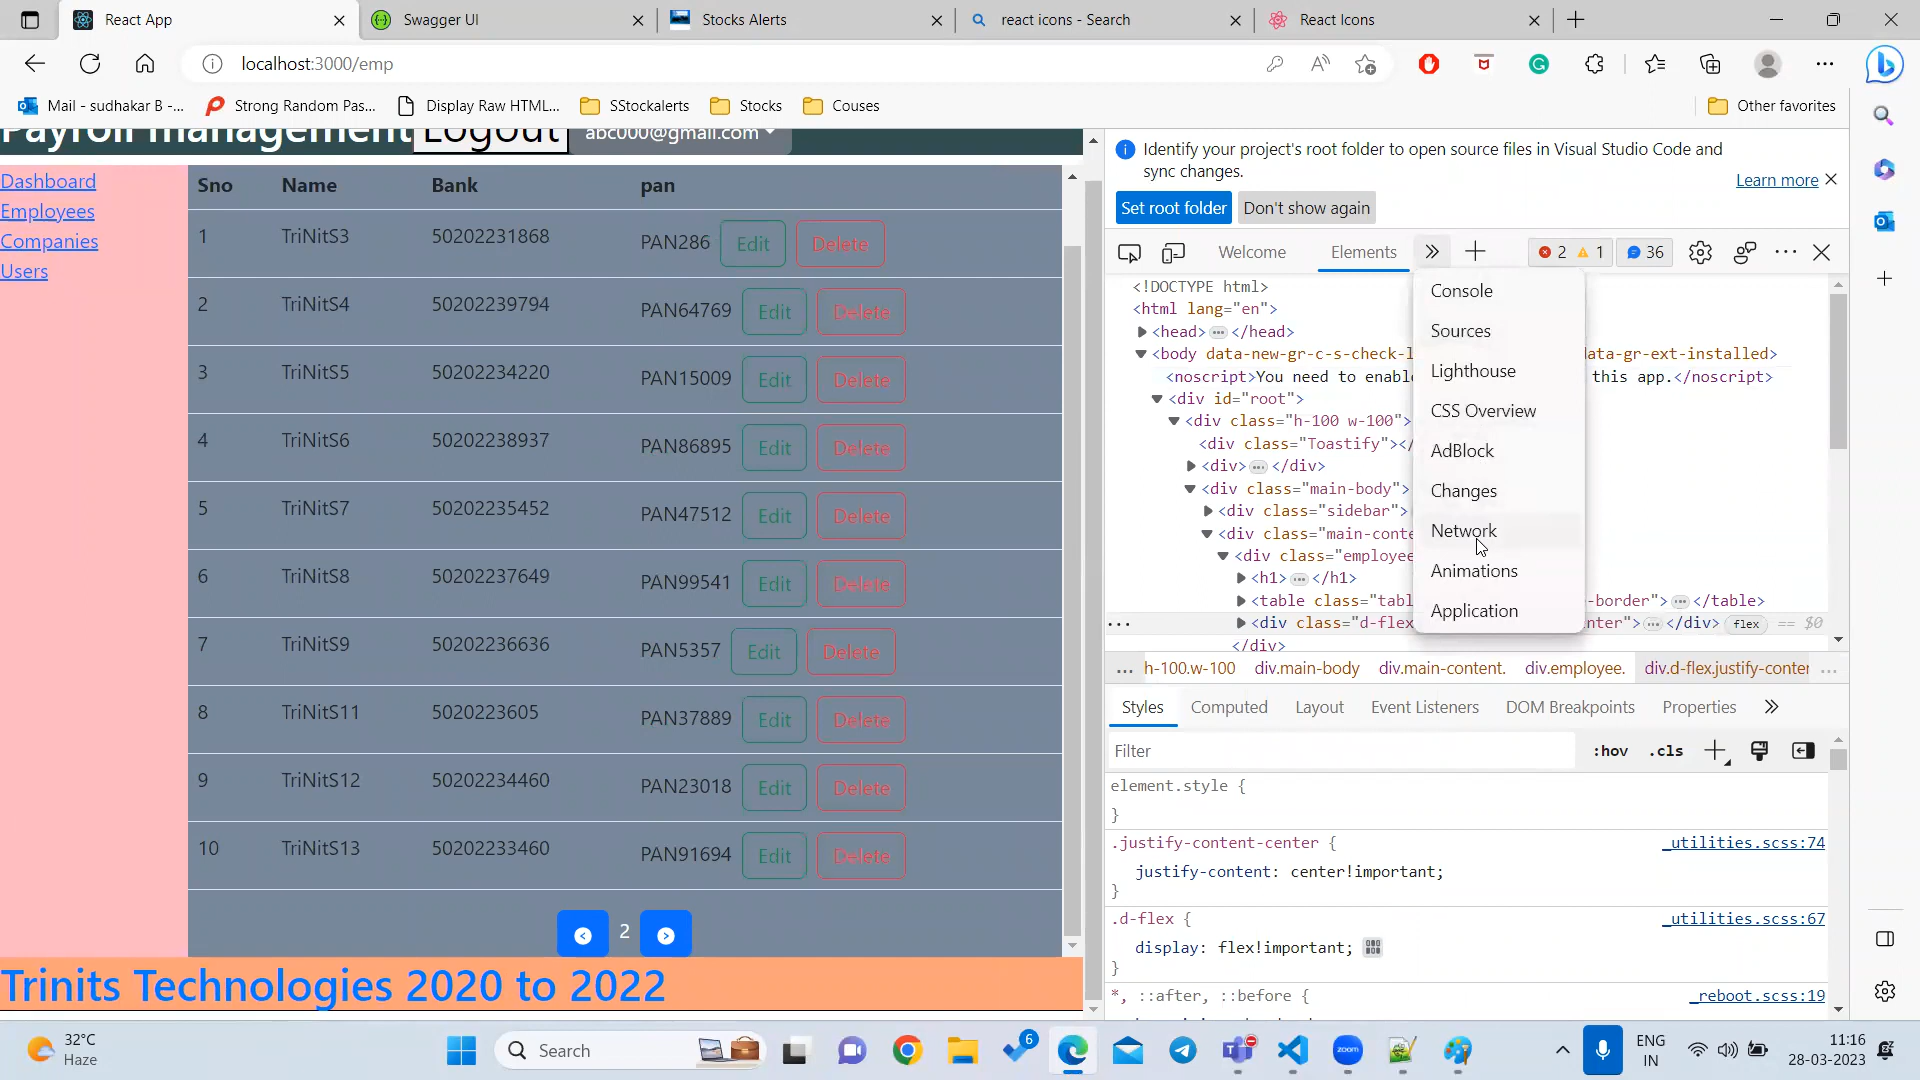 React App
Swagger UI
Stocks Alerts
react icons - Search
React Icons
localhost:3000/emp
Mail - sudhakar B -...
Strong Random Pas...
Display Raw HTML...
SStockalerts
Stocks
Couses
Other favorites
Payroll management Logout abc000@gmail.com
Dashboard
Employees
Companies
Users
Sno Name Bank pan
1 TriNitS3 50202231868 PAN286 Edit Delete
2 TriNitS4 50202239794 PAN64769 Edit Delete
3 TriNitS5 50202234220 PAN15009 Edit Delete
4 TriNitS6 50202238937 PAN86895 Edit Delete
5 TriNitS7 50202235452 PAN47512 Edit Delete
6 TriNitS8 50202237649 PAN99541 Edit Delete
7 TriNitS9 50202236636 PAN5357 Edit Delete
8 TriNitS11 5020223605 PAN37889 Edit Delete
9 TriNitS12 50202234460 PAN23018 Edit Delete
10 TriNitS13 50202233460 PAN91694 Edit Delete
2
Trinits Technologies 2020 to 2022
Identify your project's root folder to open source files in Visual Studio Code and
sync changes.
Learn more
Set root folder Don't show again
Welcome Elements 2 1 36
Console
Sources
Lighthouse
CSS Overview
AdBlock
Changes
Network
Animations
Application
<!DOCTYPE html>
<html lang="en">
<head> ... </head>
<body data-new-gr-c-s-check-l data-gr-ext-installed>
<noscript>You need to enabl this app.</noscript>
<div id="root">
<div class="h-100 w-100">
<div class="Toastify"></
<div> ... </div>
<div class="main-body">
<div class="sidebar">
<div class="main-conte
<div class="employee
<h1> ... </h1>
<table class="tabl -border"> ... </table>
... <div class="d-flex nter"> ... </div> flex == $0
</div>
... h-100.w-100 div.main-body div.main-content. div.employee. div.d-flex.justify-conter ...
Styles Computed Layout Event Listeners DOM Breakpoints Properties
Filter :hov .cls
element.style {
}
.justify-content-center { _utilities.scss:74
justify-content: center!important;
}
.d-flex { _utilities.scss:67
display: flex!important;
}
*, ::after, ::before { _reboot.scss:19
32°C
Haze
Search
6
zoom
ENG
IN
11:16
28-03-2023